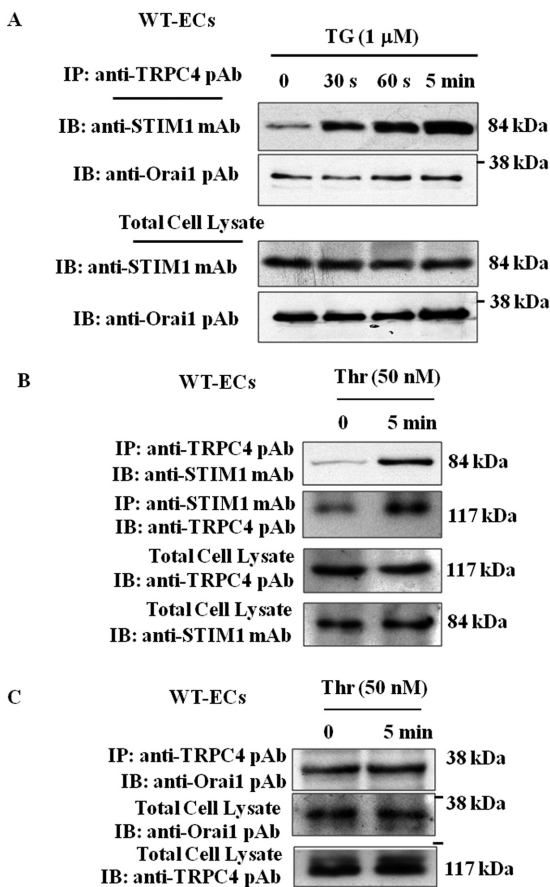 A
WT-ECs
TG (1 µM)
IP: anti-TRPC4 pAb
0 30 s 60 s 5 min
IB: anti-STIM1 mAb
84 kDa
38 kDa
IB: anti-Orai1 pAb
Total Cell Lysate
IB: anti-STIM1 mAb
84 kDa
38 kDa
IB: anti-Orai1 pAb
B
WT-ECs
Thr (50 nM)
0 5 min
IP: anti-TRPC4 pAb
IB: anti-STIM1 mAb
84 kDa
IP: anti-STIM1 mAb
IB: anti-TRPC4 pAb
117 kDa
Total Cell Lysate
IB: anti-TRPC4 pAb
117 kDa
Total Cell Lysate
IB: anti-STIM1 mAb
84 kDa
C
WT-ECs
Thr (50 nM)
0 5 min
IP: anti-TRPC4 pAb
IB: anti-Orai1 pAb
38 kDa
Total Cell Lysate
IB: anti-Orai1 pAb
38 kDa
Total Cell Lysate
IB: anti-TRPC4 pAb
117 kDa